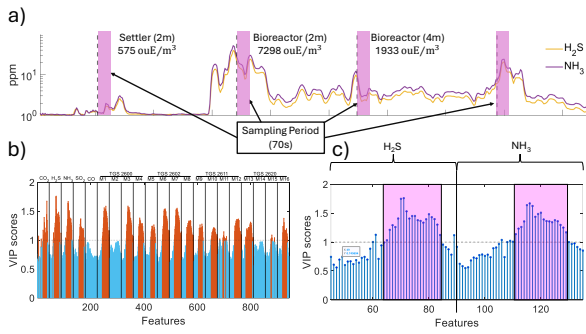 a)
Settler (2m)
575 ouE/m³
Bioreactor (2m)
7298 ouE/m³
Bioreactor (4m)
1933 ouE/m³
H₂S
NH₃
ppm
10¹
10⁰
Sampling Period
(70s)
b)
CO₂ H₂S NH₃ SO₂ CO
TGS 2600 TGS 2602 TGS 2611 TGS 2620
M1 M2 M3 M4 M5 M6 M7 M8 M9 M10 M11 M12 M13 M14 M15 M16
VIP scores
2
1.5
1
0.5
0
200 400 600 800
Features
c)
H₂S NH₃
VIP scores
2
1.5
1
0.5
0
60 80 100 120
Features